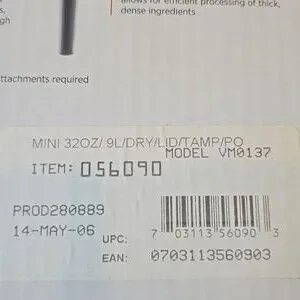 s,
gh
allows for efficient processing of thick,
dense ingredients
ttachments required
MINI 32OZ/.9L/DRY/LID/TAMP/PO
MODEL VM0137
ITEM: 056090
PROD280889
14-MAY-06
UPC: 7 03113 56090 3
EAN: 0703113560903